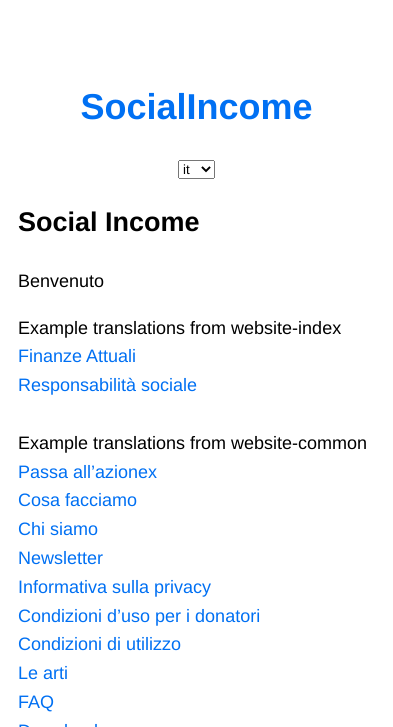 SocialIncome
it
Social Income
Benvenuto
Example translations from website-index
Finanze Attuali
Responsabilità sociale
Example translations from website-common
Passa all’azionex
Cosa facciamo
Chi siamo
Newsletter
Informativa sulla privacy
Condizioni d’uso per i donatori
Condizioni di utilizzo
Le arti
FAQ